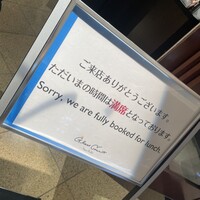 ご来店ありがとうございます。
ただいまの時間は満席となっております。
Sorry, we are fully booked for lunch.